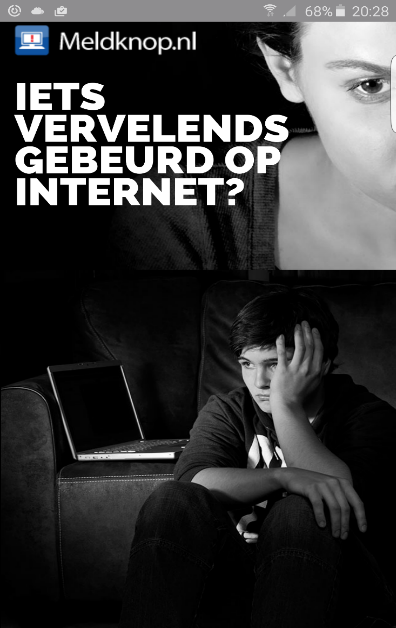 68% 20:28
Meldknop.nl
IETS
VERVELENDS
GEBEURD OP
INTERNET?